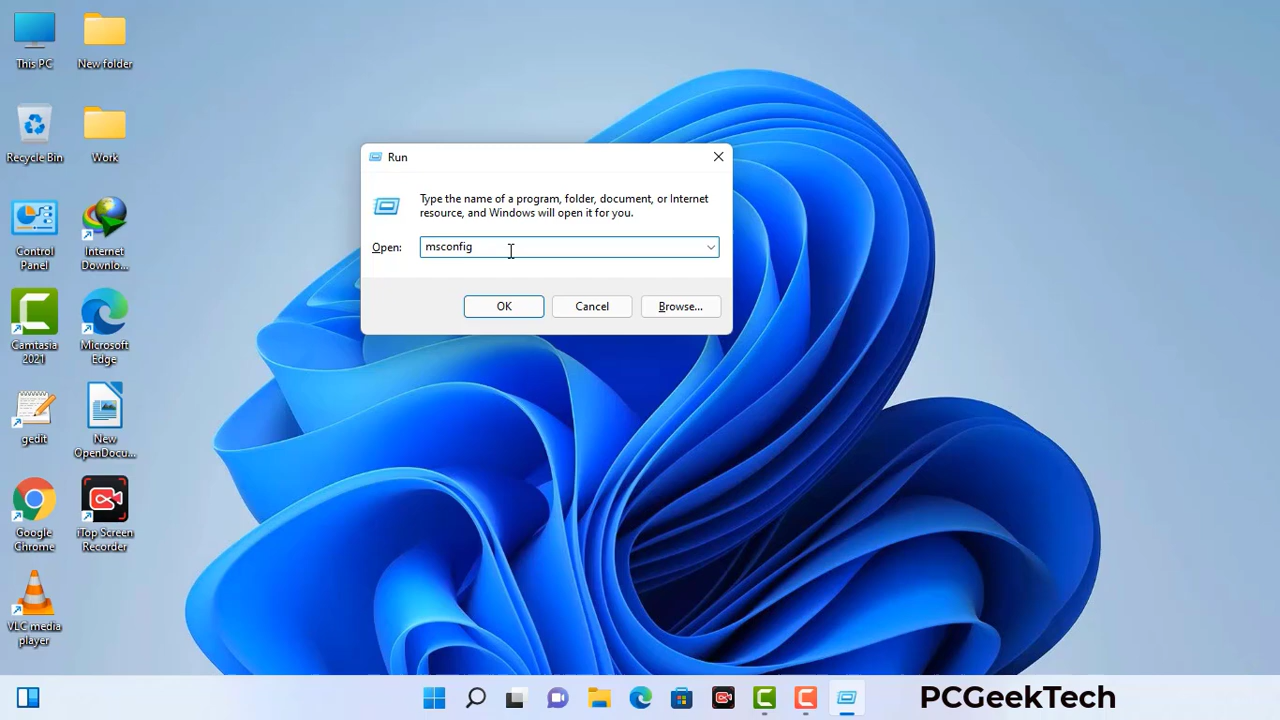 This PC
New folder
Recycle Bin
Work
Control
Panel
Internet
Downlo...
Camtasia
2021
Microsoft
Edge
gedit
New
OpenDocu...
Google
Chrome
iTop Screen
Recorder
VLC media
player
Run
Type the name of a program, folder, document, or Internet
resource, and Windows will open it for you.
Open:
msconfig
OK
Cancel
Browse...
PCGeekTech